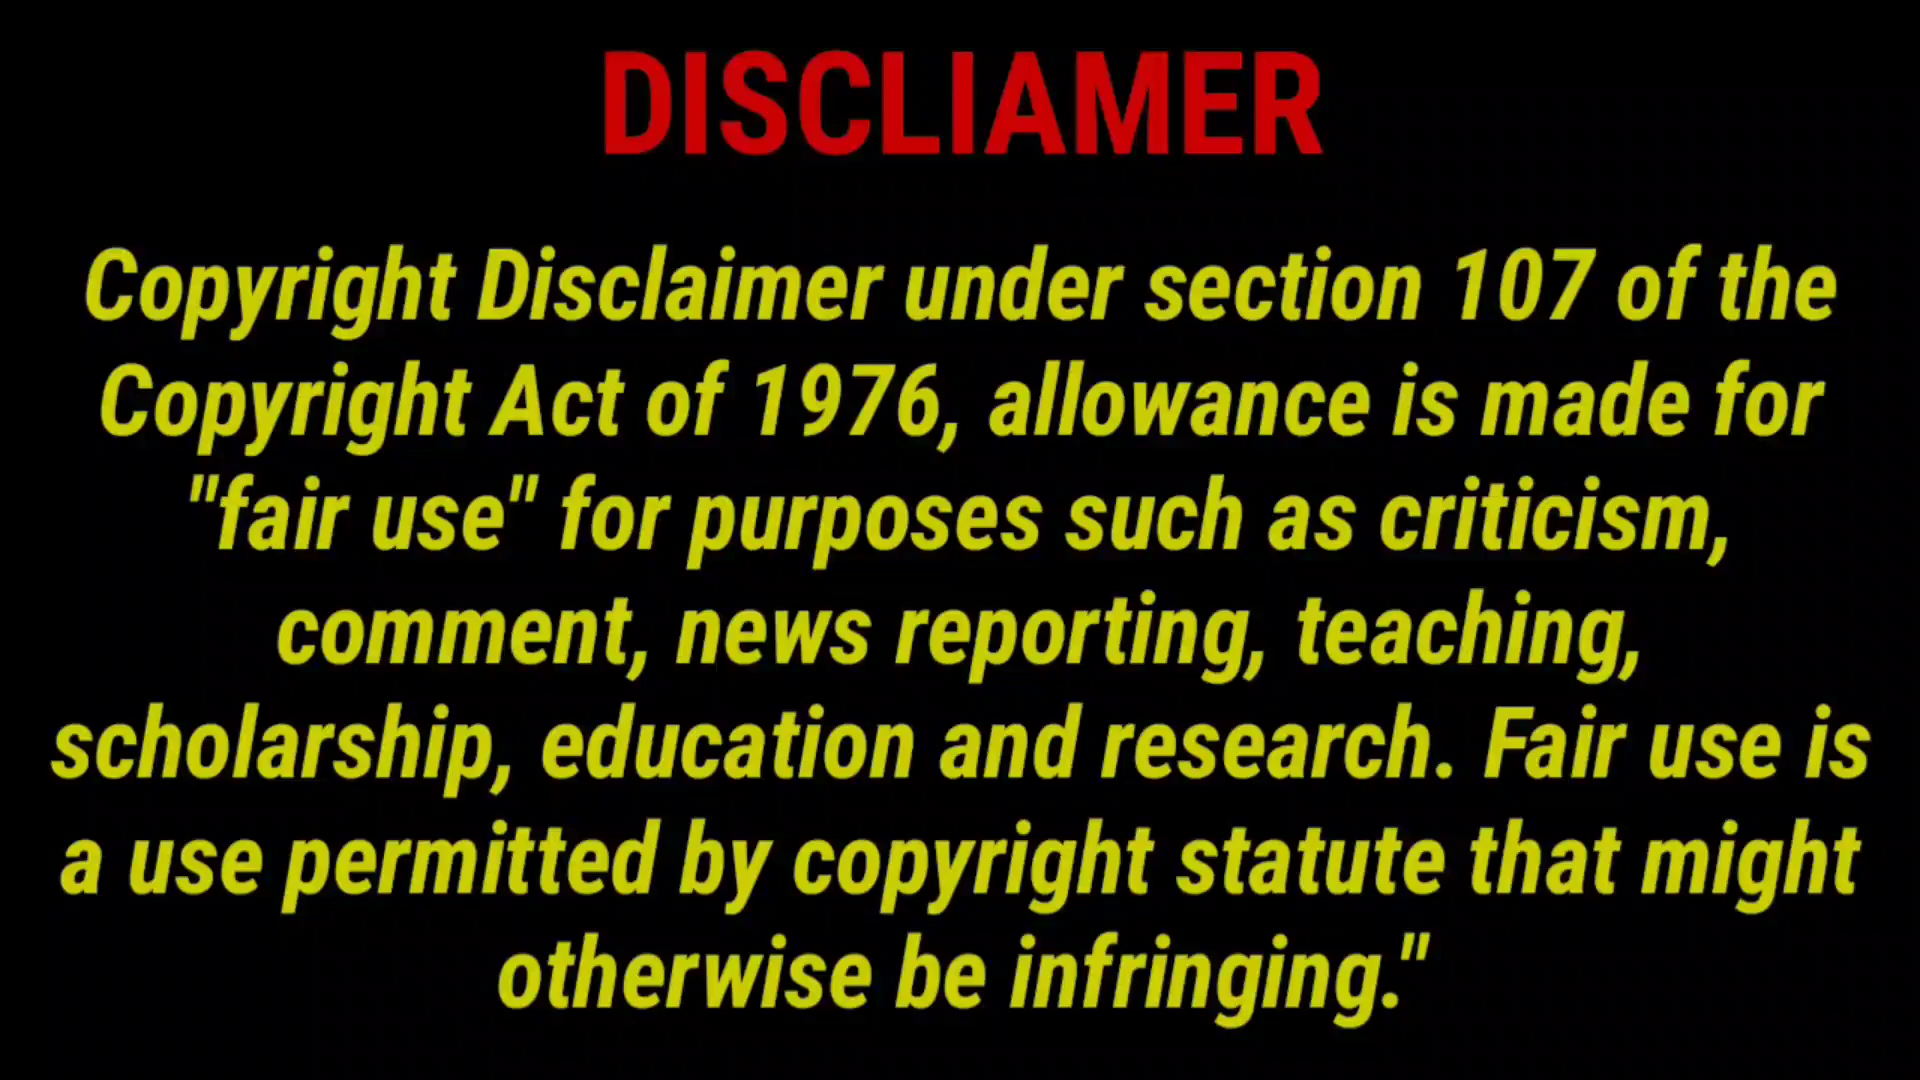 DISCLIAMER
Copyright Disclaimer under section 107 of the
Copyright Act of 1976, allowance is made for
"fair use" for purposes such as criticism,
comment, news reporting, teaching,
scholarship, education and research. Fair use is
a use permitted by copyright statute that might
otherwise be infringing."